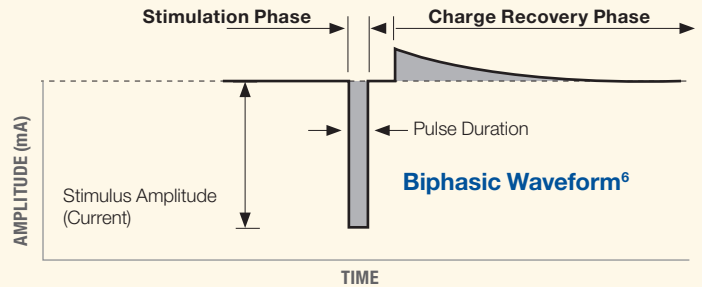 Stimulation Phase
Charge Recovery Phase
Pulse Duration
Biphasic Waveform⁶
Stimulus Amplitude
(Current)
AMPLITUDE (mA)
TIME